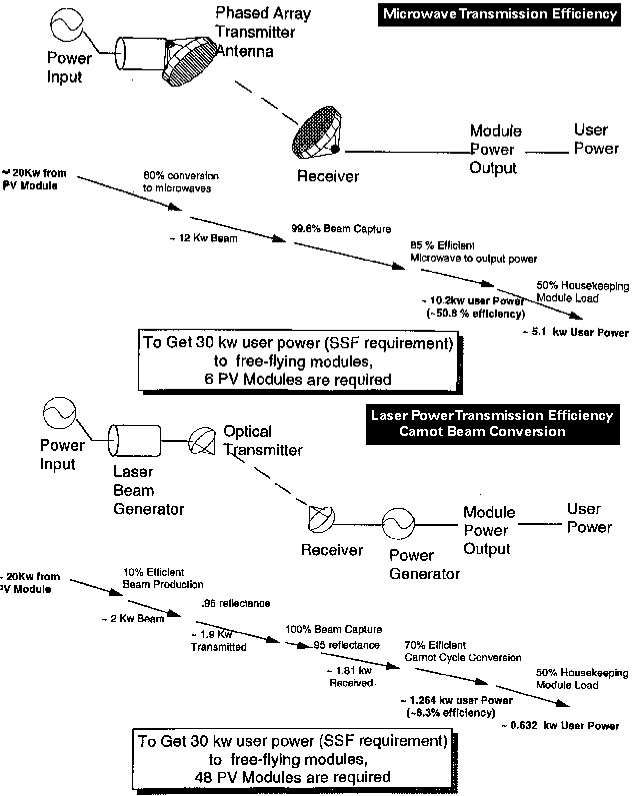 Microwave Transmission Efficiency
Phased Array
Transmitter
Antenna
Power
Input
Receiver
Module
Power
Output
User
Power
~ 20Kw from
PV Module
60% conversion
to microwaves
~ 12 Kw Beam
99.6% Beam Capture
85 % Efficient
Microwave to output power
~ 10.2kw user Power
(~50.8 % efficiency)
50% Housekeeping
Module Load
~ 5.1 kw User Power
To Get 30 kw user power (SSF requirement)
to free-flying modules,
6 PV Modules are required
Laser Power Transmission Efficiency
Carnot Beam Conversion
Power
Input
Laser
Beam
Generator
Optical
Transmitter
Receiver
Power
Generator
Module
Power
Output
User
Power
~ 20Kw from
PV Module
10% Efficient
Beam Production
~ 2 Kw Beam
.95 reflectance
~ 1.9 Kw
Transmitted
100% Beam Capture
.95 reflectance
~ 1.81 kw
Received
70% Efficient
Carnot Cycle Conversion
~ 1.264 kw user Power
(~6.3% efficiency)
50% Housekeeping
Module Load
~ 0.632 kw User Power
To Get 30 kw user power (SSF requirement)
to free-flying modules,
48 PV Modules are required